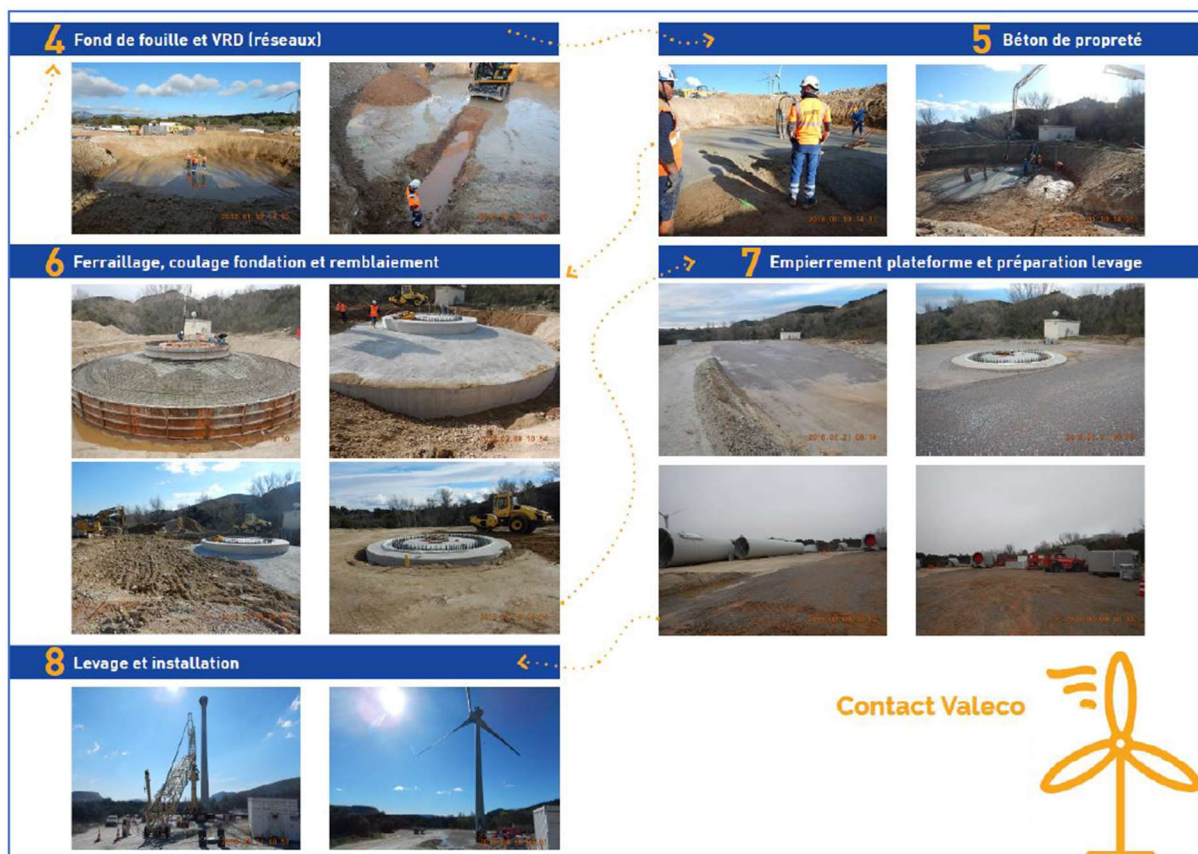 4 Fond de fouille et VRD (réseaux)
5 Béton de propreté
6 Ferraillage, coulage fondation et remblaiement
7 Empierrement plateforme et préparation levage
8 Levage et installation
Contact Valeco